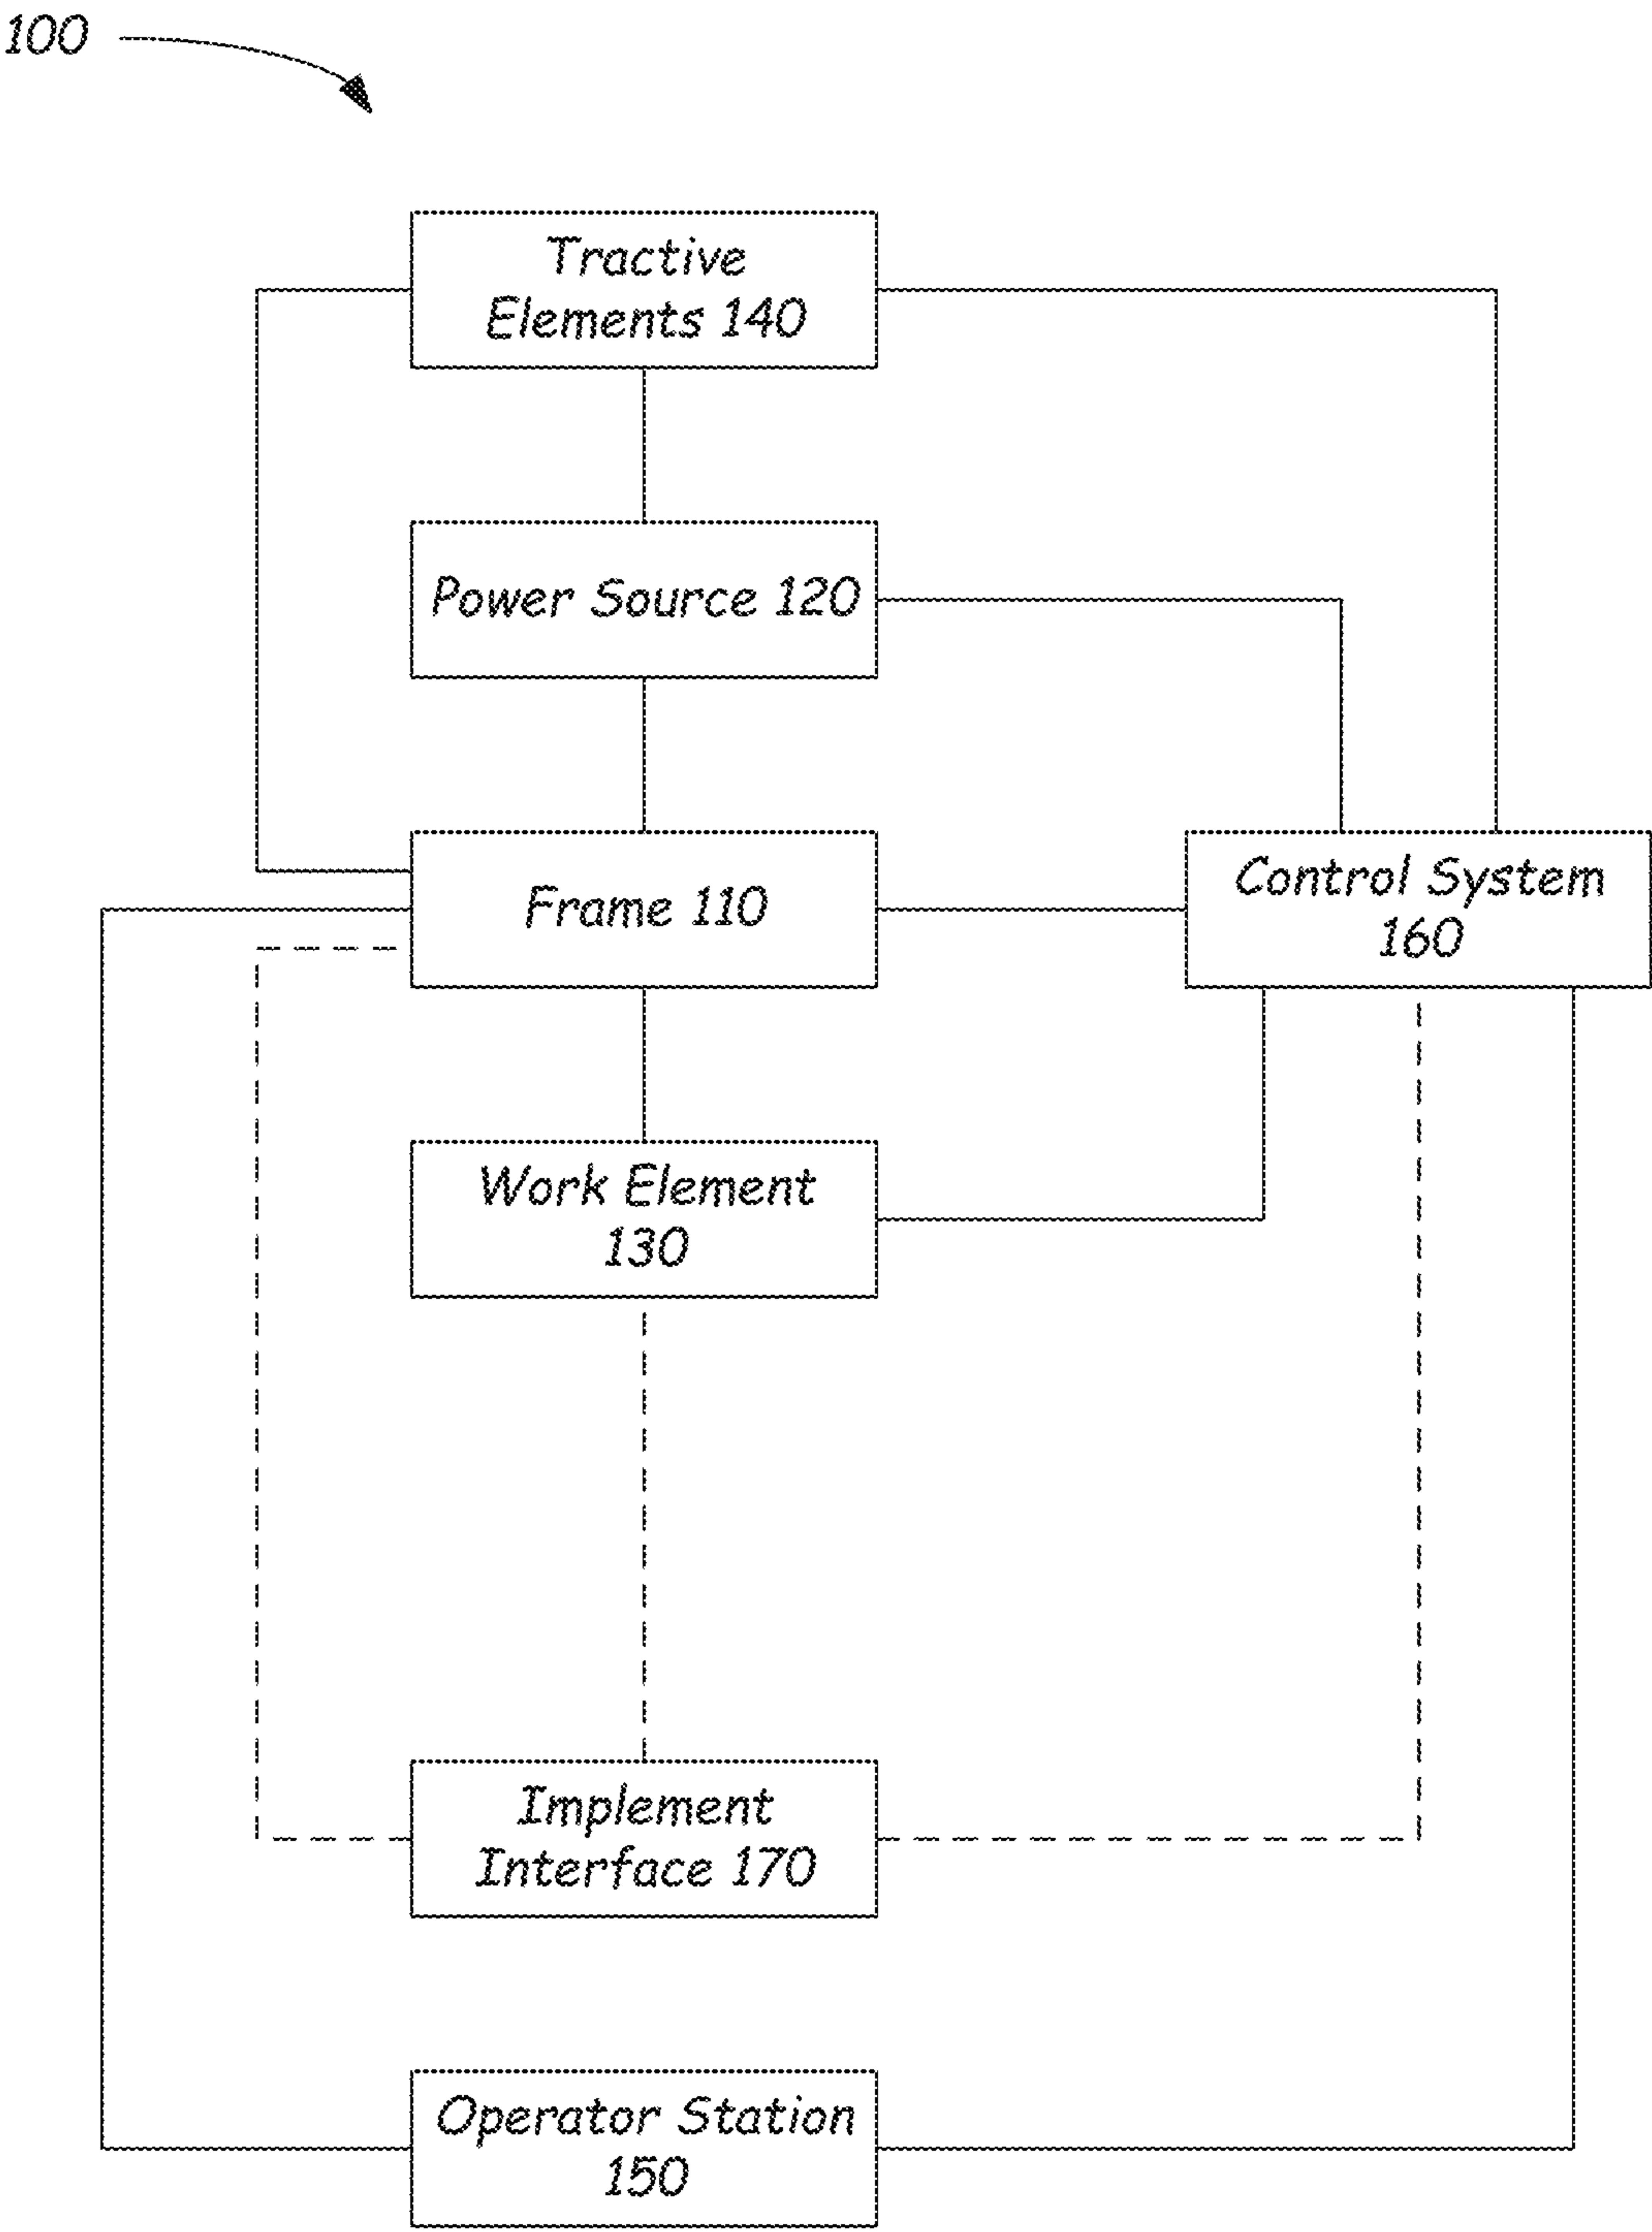 100
Tractive
Elements 140
Power Source 120
Frame 110
Control System
160
Work Element
130
Implement
Interface 170
Operator Station
150